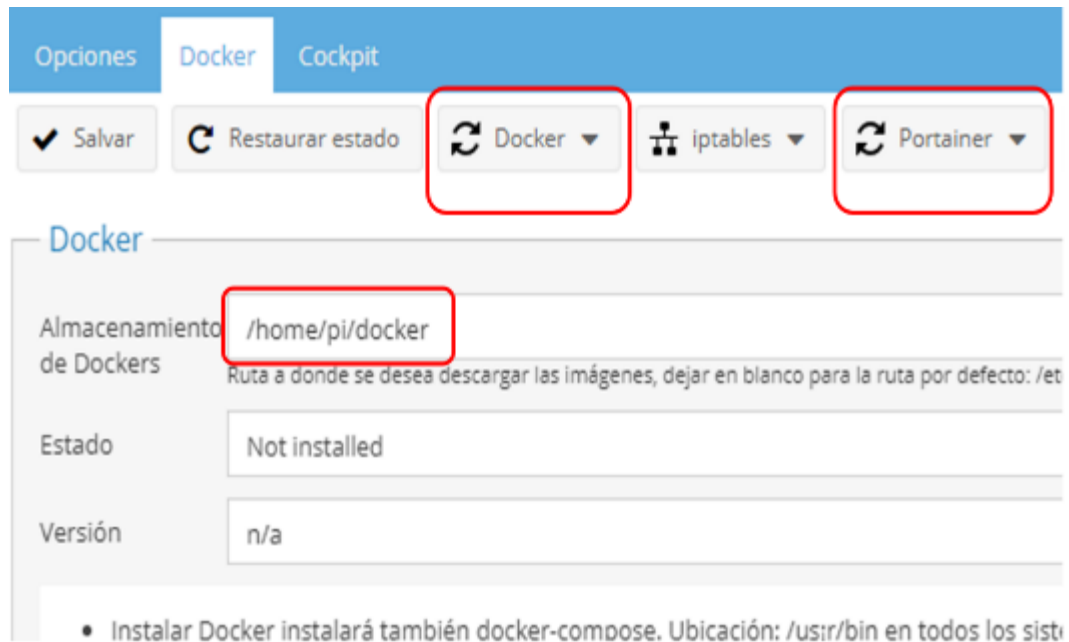 Opciones Docker Cockpit
Salvar Restaurar estado Docker iptables Portainer
Docker
Almacenamiento de Dockers
/home/pi/docker
Ruta a donde se desea descargar las imágenes, dejar en blanco para la ruta por defecto: /et
Estado
Not installed
Versión
n/a
• Instalar Docker instalará también docker-compose. Ubicación: /usr/bin en todos los siste